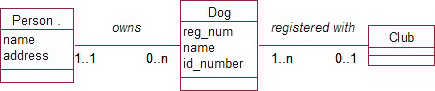 Person .
name
address
owns
1..1
0..n
Dog
reg_num
name
id_number
registered with
1..n
0..1
Club